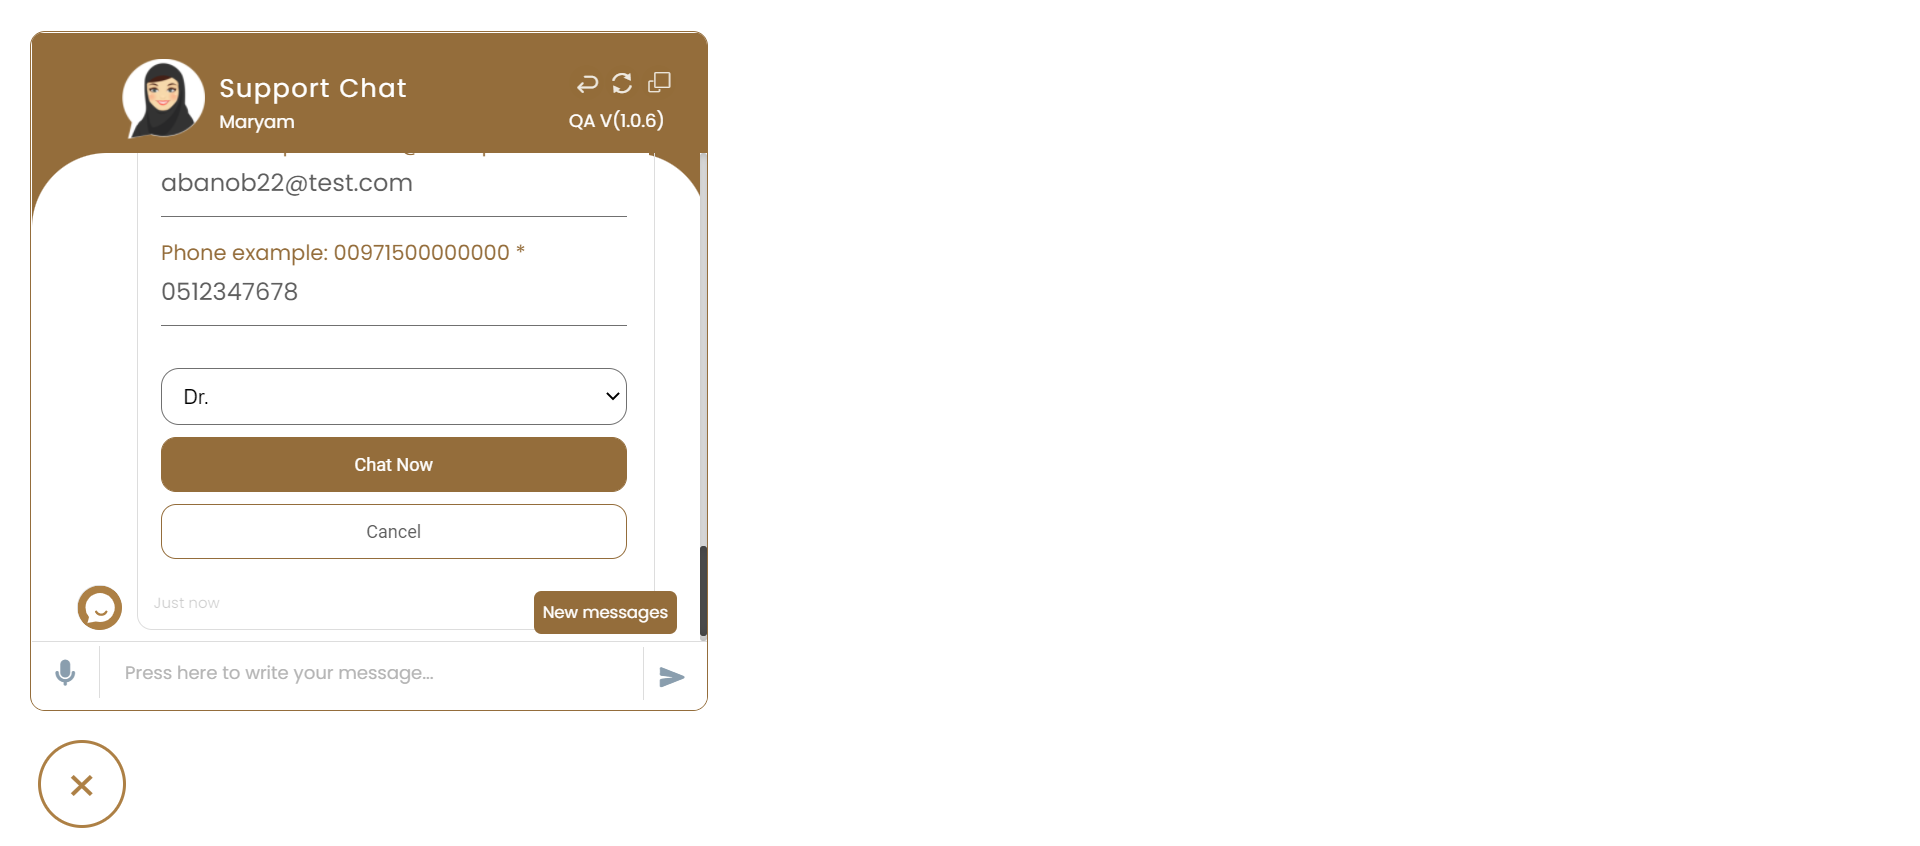 Support Chat
Maryam
QA V(1.0.6)
abanob22@test.com
Phone example: 00971500000000 *
0512347678
Dr.
Chat Now
Cancel
Just now
New messages
Press here to write your message...